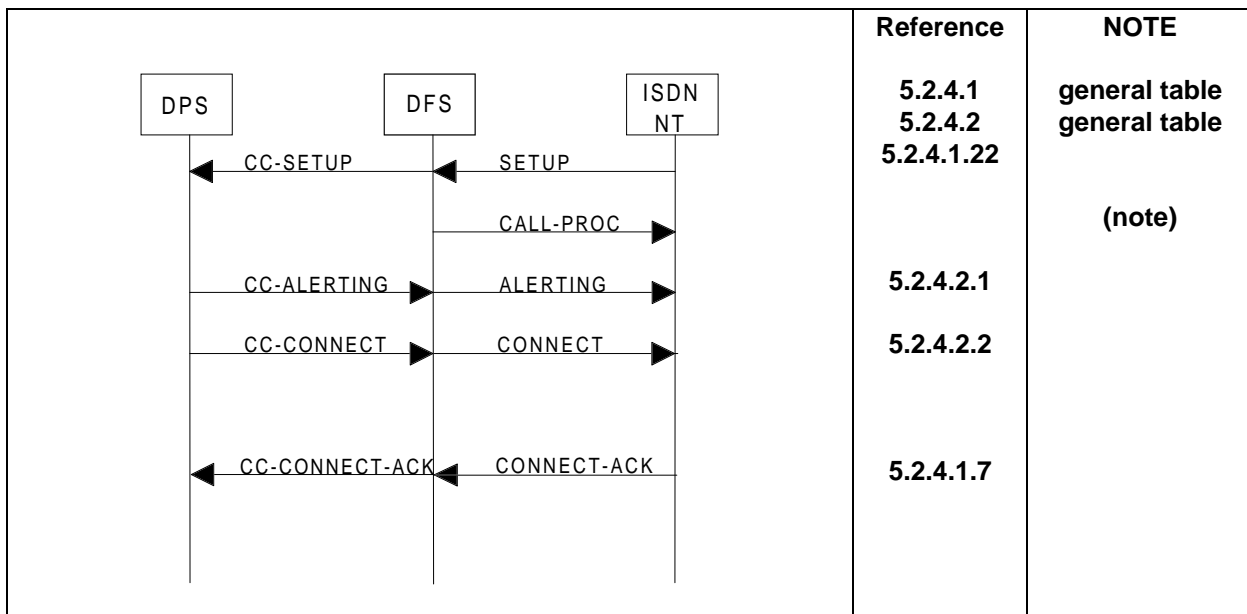 Reference NOTE
DPS DFS ISDN NT 5.2.4.1 general table
5.2.4.2 general table
CC-SETUP SETUP 5.2.4.1.22
CALL-PROC (note)
CC-ALERTING ALERTING 5.2.4.2.1
CC-CONNECT CONNECT 5.2.4.2.2
CC-CONNECT-ACK CONNECT-ACK 5.2.4.1.7